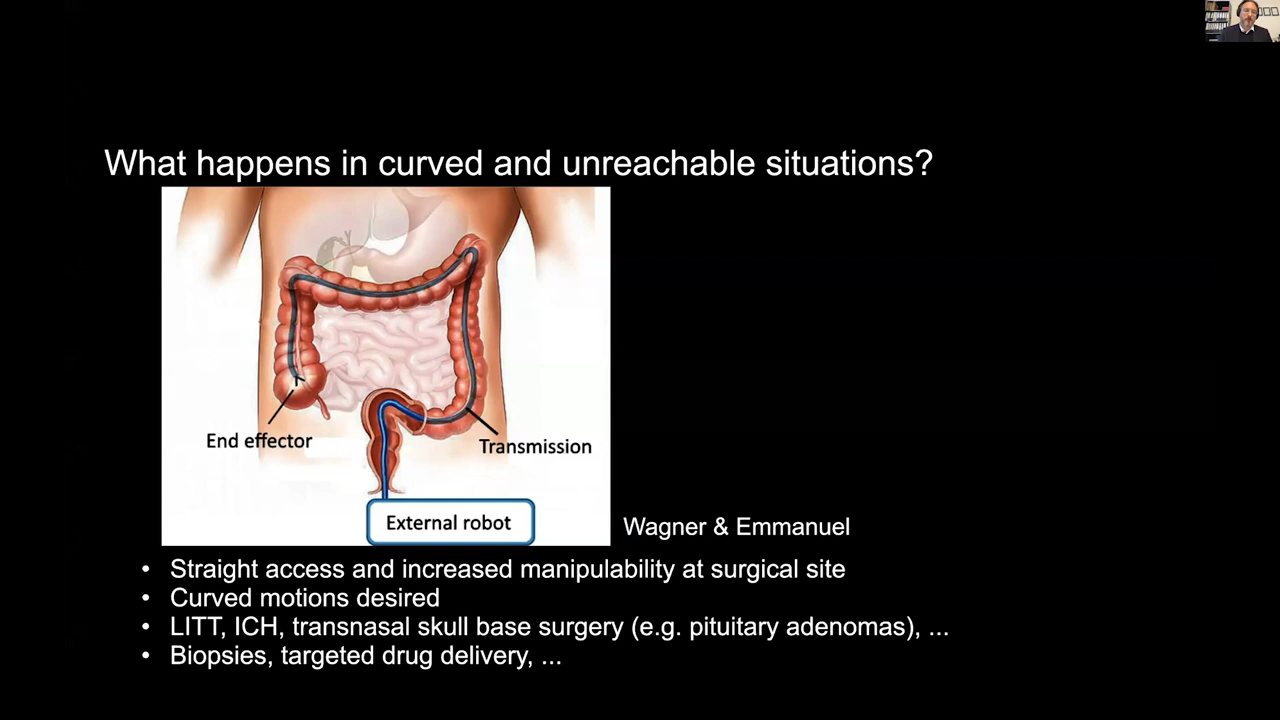 What happens in curved and unreachable situations?
End effector
Transmission
External robot
Wagner & Emmanuel
• Straight access and increased manipulability at surgical site
• Curved motions desired
• LITT, ICH, transnasal skull base surgery (e.g. pituitary adenomas), ...
• Biopsies, targeted drug delivery, ...